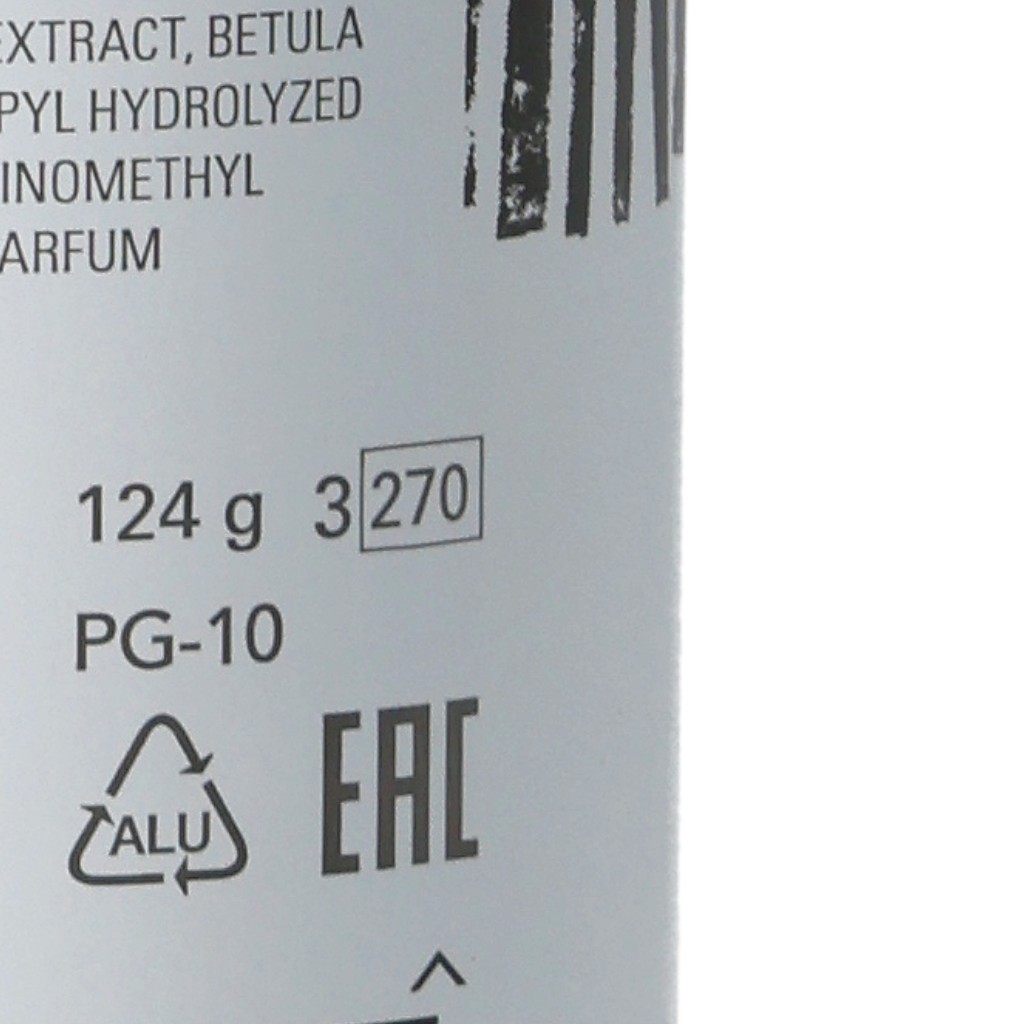 EXTRACT, BETULA
PYL HYDROLYZED
INOMETHYL
ARFUM
124 g 3 270
PG-10
ALU
EAC